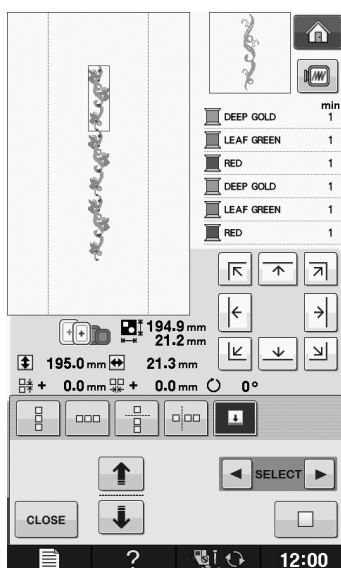 min
DEEP GOLD 1
LEAF GREEN 1
RED 1
DEEP GOLD 1
LEAF GREEN 1
RED 1
194.9 mm
21.2 mm
195.0 mm 21.3 mm
+ 0.0 mm + 0.0 mm 0°
SELECT
CLOSE
? 12:00